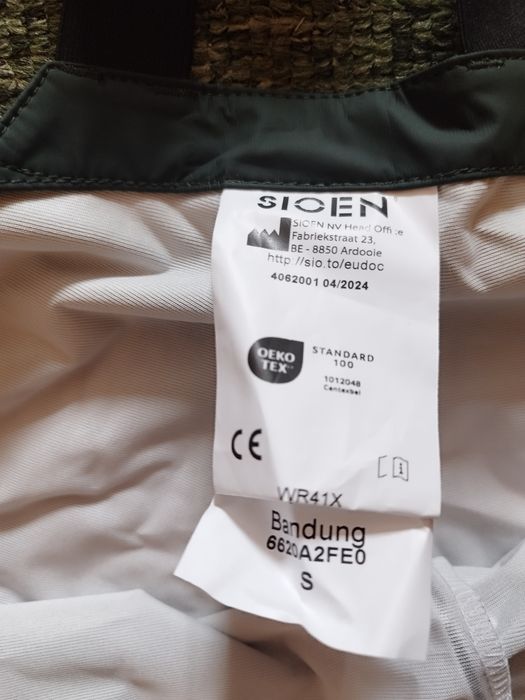 SIOEN
SIOEN NV Head Office
Fabriekstraat 23,
BE - 8850 Ardooie
http://sio.to/eudoc
4062001 04/2024
OEKO
TEX
STANDARD
100
1012048
Centexbel
CE
i
WR41X
Bandung
6620A2FE0
S